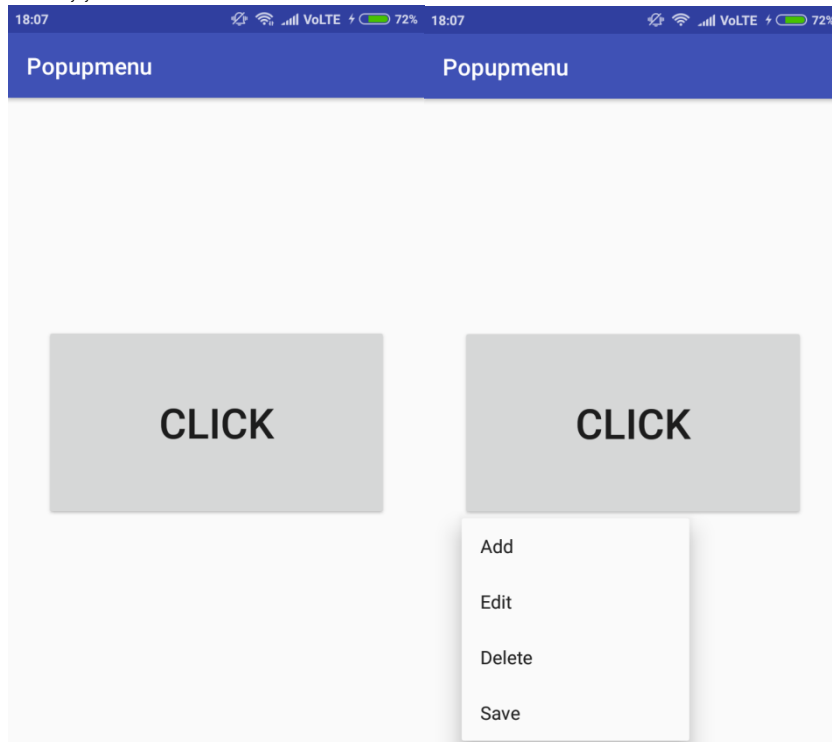 18:07 VoLTE 72%
Popupmenu
CLICK
18:07 VoLTE 72%
Popupmenu
CLICK
Add
Edit
Delete
Save